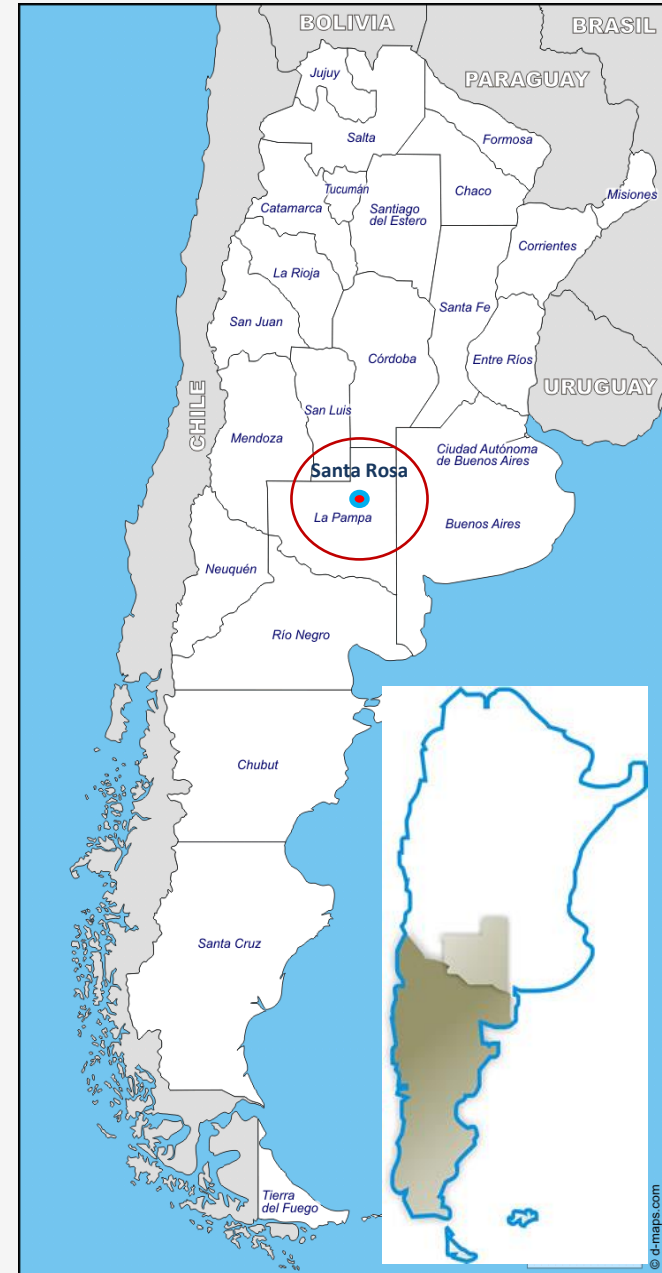 BOLIVIA
BRASIL
PARAGUAY
Jujuy
Salta
Formosa
Tucumán
Chaco
Misiones
Catamarca
Santiago
del Estero
Corrientes
La Rioja
Santa Fe
San Juan
Córdoba
Entre Ríos
URUGUAY
CHILE
San Luis
Mendoza
Ciudad Autónoma
de Buenos Aires
Santa Rosa
La Pampa
Buenos Aires
Neuquén
Río Negro
Chubut
Santa Cruz
Tierra
del Fuego
© d-maps.com